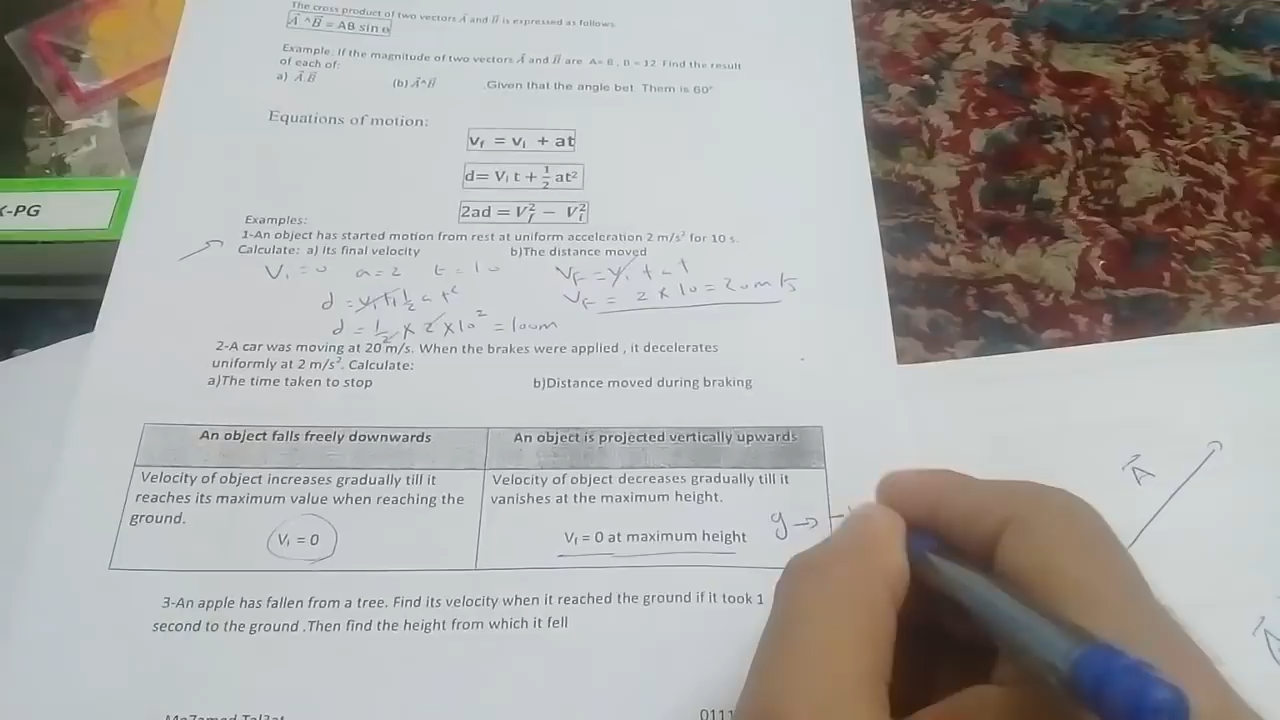 The cross product of two vectors A⃗ and B⃗ is expressed as follows
A⃗ ^B⃗ = AB sin θ
Example: If the magnitude of two vectors A⃗ and B⃗ are A= 8 , B = 12 Find the result
of each of:
a) A⃗.B⃗ (b) A⃗^B⃗ .Given that the angle bet. Them is 60°
Equations of motion:
vf = vi + at
d= Vi t + 1/2 at²
2ad = Vf² − Vi²
Examples:
1-An object has started motion from rest at uniform acceleration 2 m/s² for 10 s.
Calculate: a) Its final velocity b)The distance moved
Vi = 0 a = 2 t = 10 Vf = Vi + at
d = Vi t + 1/2 at² Vf = 2 × 10 = 20 m/s
d = 1/2 × 2 × 10² = 100m
2-A car was moving at 20 m/s. When the brakes were applied , it decelerates
uniformly at 2 m/s². Calculate:
a)The time taken to stop b)Distance moved during braking
An object falls freely downwards
An object is projected vertically upwards
Velocity of object increases gradually till it
reaches its maximum value when reaching the
ground.
Vi = 0
Velocity of object decreases gradually till it
vanishes at the maximum height.
Vf = 0 at maximum height
g →
3-An apple has fallen from a tree. Find its velocity when it reached the ground if it took 1
second to the ground .Then find the height from which it fell
0111
A⃗
-PG